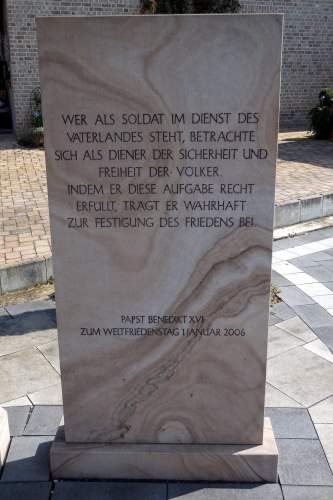 WER ALS SOLDAT IM DIENST DES
VATERLANDES STEHT, BETRACHTE
SICH ALS DIENER DER SICHERHEIT UND
FREIHEIT DER VÖLKER.
INDEM ER DIESE AUFGABE RECHT
ERFÜLLT, TRÄGT ER WAHRHAFT
ZUR FESTIGUNG DES FRIEDENS BEI.
PAPST BENEDIKT XVI
ZUM WELTFRIEDENSTAG 1 JANUAR 2006